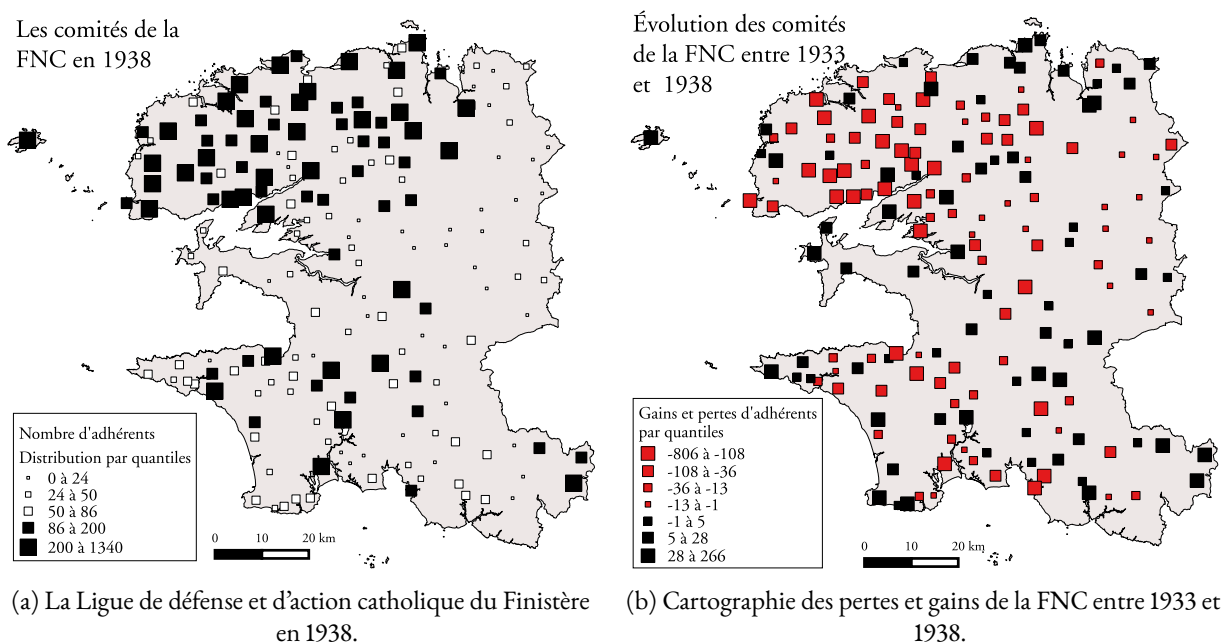 Les comités de la
FNC en 1938
Nombre d'adhérents
Distribution par quantiles
0 à 24
24 à 50
50 à 86
86 à 200
200 à 1340
0 10 20 km
(a) La Ligue de défense et d'action catholique du Finistère
en 1938.
Évolution des comités
de la FNC entre 1933
et 1938
Gains et pertes d'adhérents
par quantiles
-806 à -108
-108 à -36
-36 à -13
-13 à -1
-1 à 5
5 à 28
28 à 266
0 10 20 km
(b) Cartographie des pertes et gains de la FNC entre 1933 et
1938.